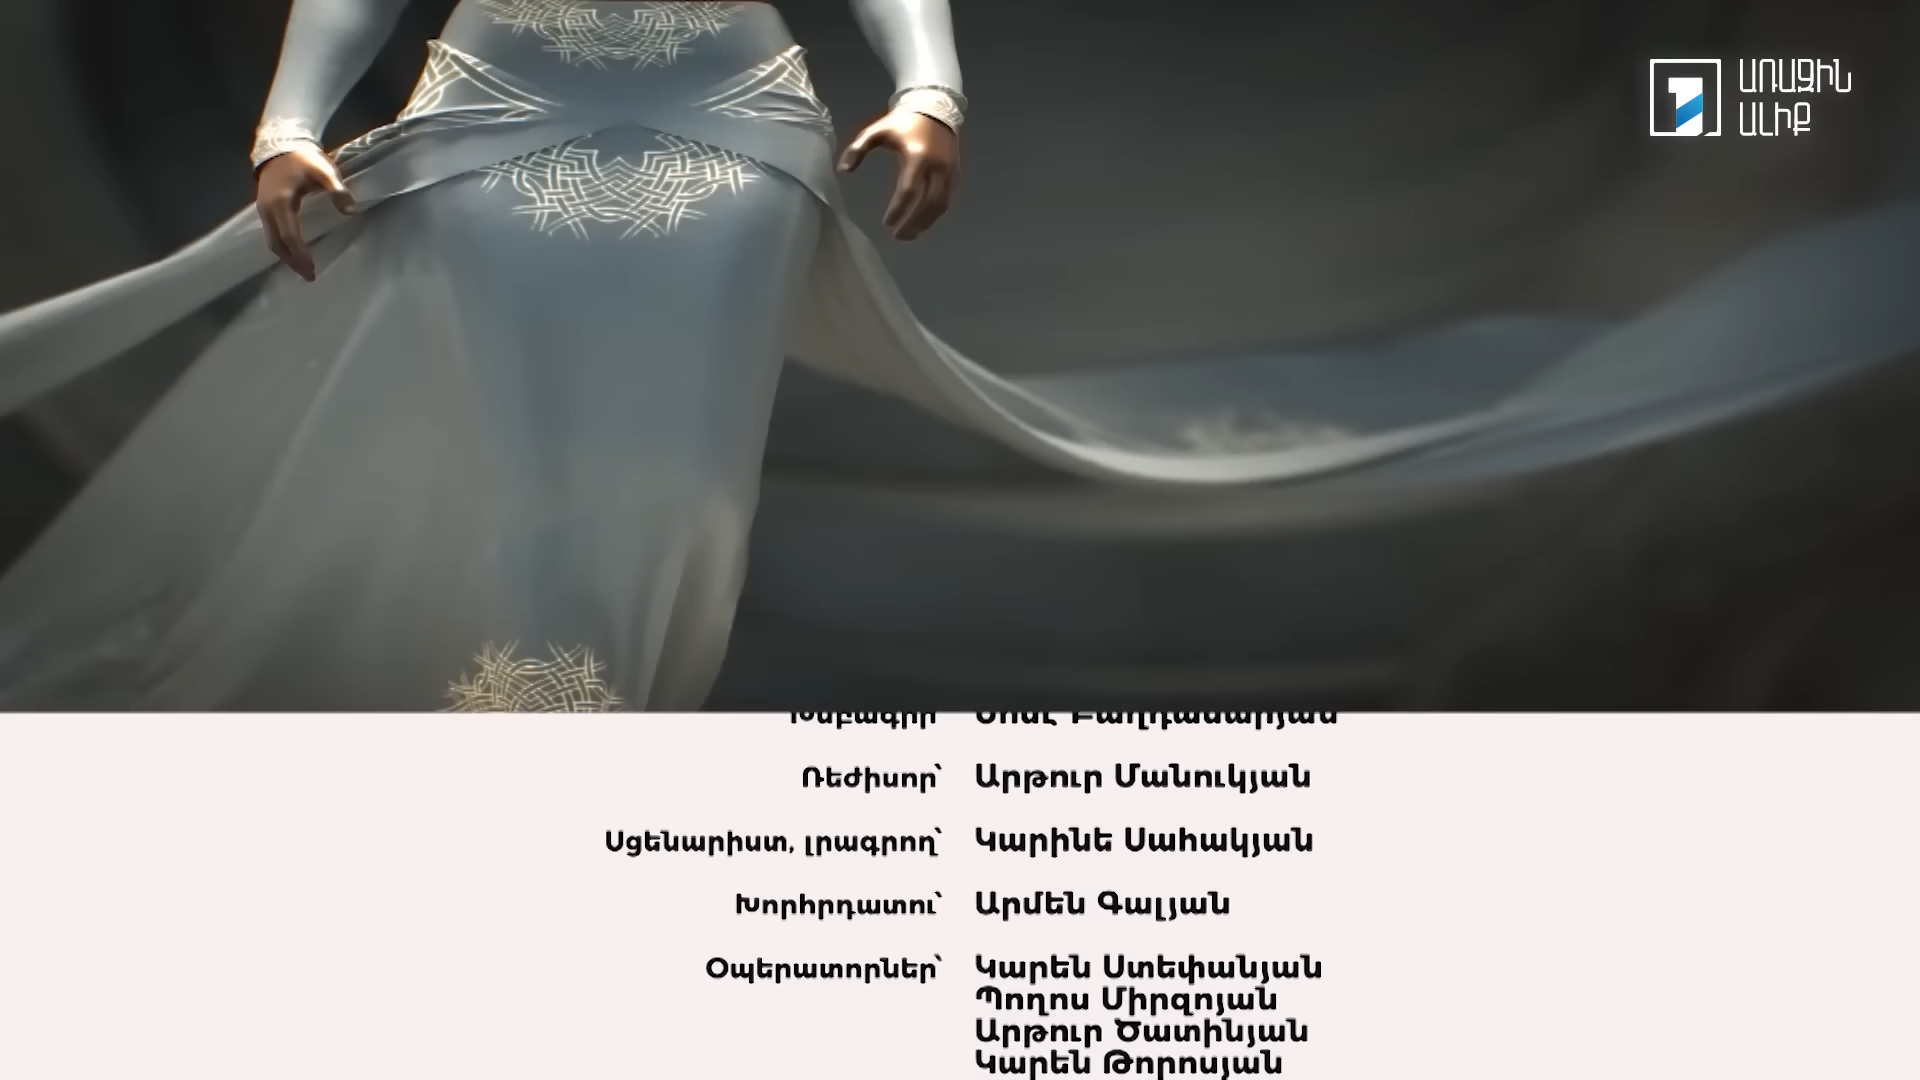 ԱՌԱՋԻՆ
ԱԼԻՔ
Ռեժիսոր՝ Արթուր Մանուկյան
Սցենարիստ, լրագրող՝ Կարինե Սահակյան
Խորհրդատու՝ Արմեն Գալյան
Օպերատորներ՝ Կարեն Ստեփանյան
Պողոս Միրզոյան
Արթուր Ծատինյան
Կարեն Թորոսյան